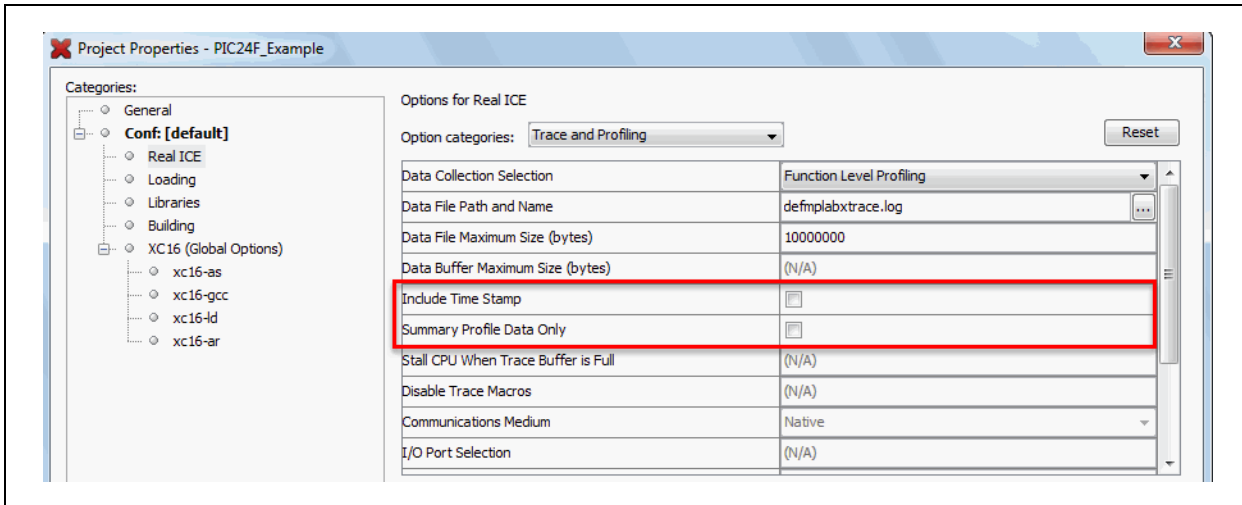 Project Properties - PIC24F_Example
x
Categories:
General
Conf: [default]
Real ICE
Loading
Libraries
Building
XC16 (Global Options)
xc16-as
xc16-gcc
xc16-ld
xc16-ar
Options for Real ICE
Option categories: Trace and Profiling Reset
Data Collection Selection Function Level Profiling
Data File Path and Name defmplabxtrace.log ...
Data File Maximum Size (bytes) 10000000
Data Buffer Maximum Size (bytes) (N/A)
Include Time Stamp
Summary Profile Data Only
Stall CPU When Trace Buffer is Full (N/A)
Disable Trace Macros (N/A)
Communications Medium Native
I/O Port Selection (N/A)